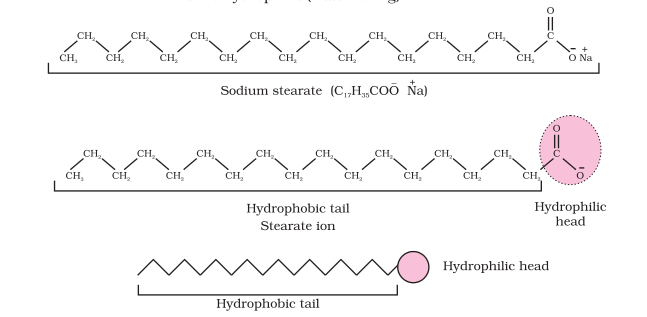 O
CH₂ CH₂ CH₂ CH₂ CH₂ CH₂ CH₂ CH₂ C
CH₃ CH₂ CH₂ CH₂ CH₂ CH₂ CH₂ CH₂ CH₂ O⁻ Na⁺
Sodium stearate (C₁₇H₃₅COO⁻ Na⁺)
O
CH₂ CH₂ CH₂ CH₂ CH₂ CH₂ CH₂ CH₂ C
CH₃ CH₂ CH₂ CH₂ CH₂ CH₂ CH₂ CH₂ CH₂ O⁻
Hydrophobic tail
Stearate ion
Hydrophilic
head
Hydrophilic head
Hydrophobic tail